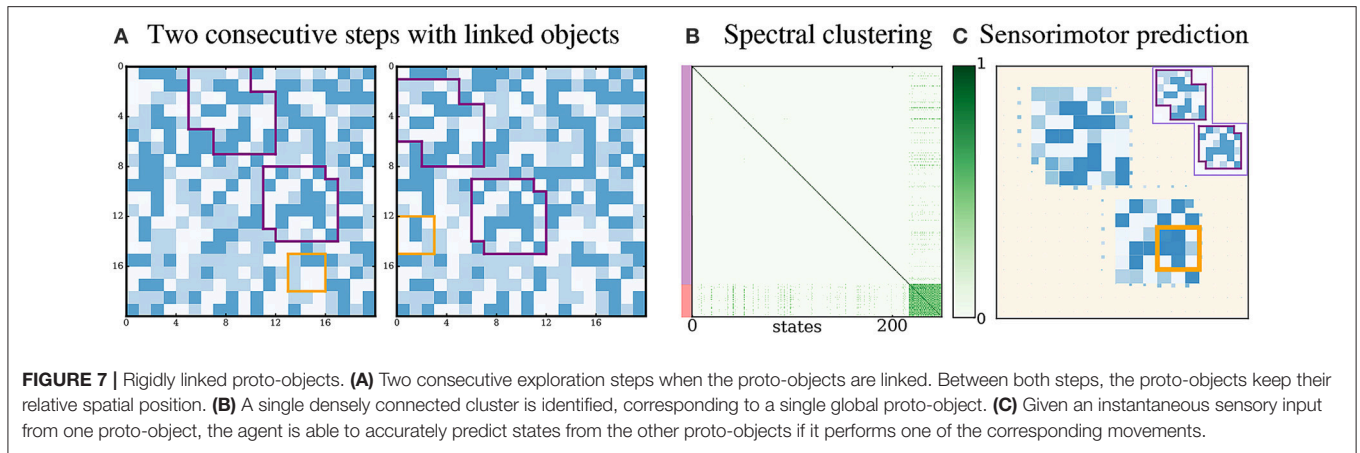 A Two consecutive steps with linked objects
B Spectral clustering
C Sensorimotor prediction
0
4
8
12
16
0 4 8 12 16
0 4 8 12 16
0 states 200
1
0
FIGURE 7 | Rigidly linked proto-objects. (A) Two consecutive exploration steps when the proto-objects are linked. Between both steps, the proto-objects keep their
relative spatial position. (B) A single densely connected cluster is identified, corresponding to a single global proto-object. (C) Given an instantaneous sensory input
from one proto-object, the agent is able to accurately predict states from the other proto-objects if it performs one of the corresponding movements.